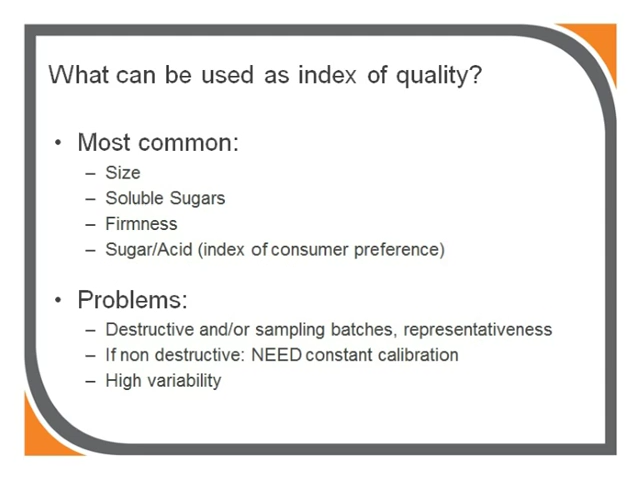 What can be used as index of quality?
• Most common:
– Size
– Soluble Sugars
– Firmness
– Sugar/Acid (index of consumer preference)
• Problems:
– Destructive and/or sampling batches, representativeness
– If non destructive: NEED constant calibration
– High variability